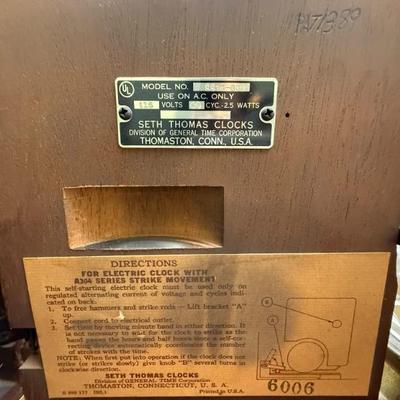 UL
MODEL NO.
USE ON A.C. ONLY
115 VOLTS CYC.-2.5 WATTS
SETH THOMAS CLOCKS
DIVISION OF GENERAL TIME CORPORATION
THOMASTON, CONN., U.S.A.
DIRECTIONS
FOR ELECTRIC CLOCK WITH
A304 SERIES STRIKE MOVEMENT
This self-starting electric clock must be used only on
regulated alternating current of voltage and cycles indi-
cated on back.
1. To free hammers and strike rods — Lift bracket "A"
up.
2. Connect cord to electrical outlet.
3. Set time by moving minute hand in either direction. It
is not necessary to wait for the clock to strike as the
hand passes the hours and half hours since a self-cor-
recting device automatically coordinates the number
of strokes with the time.
NOTE: When first put into operation if the clock does not
strike (or strikes slowly) give knob "B" several turns in
clockwise direction.
SETH THOMAS CLOCKS
Division of GENERAL TIME Corporation
THOMASTON, CONNECTICUT, U. S. A.
Printed in U.S.A.
A
B
6006